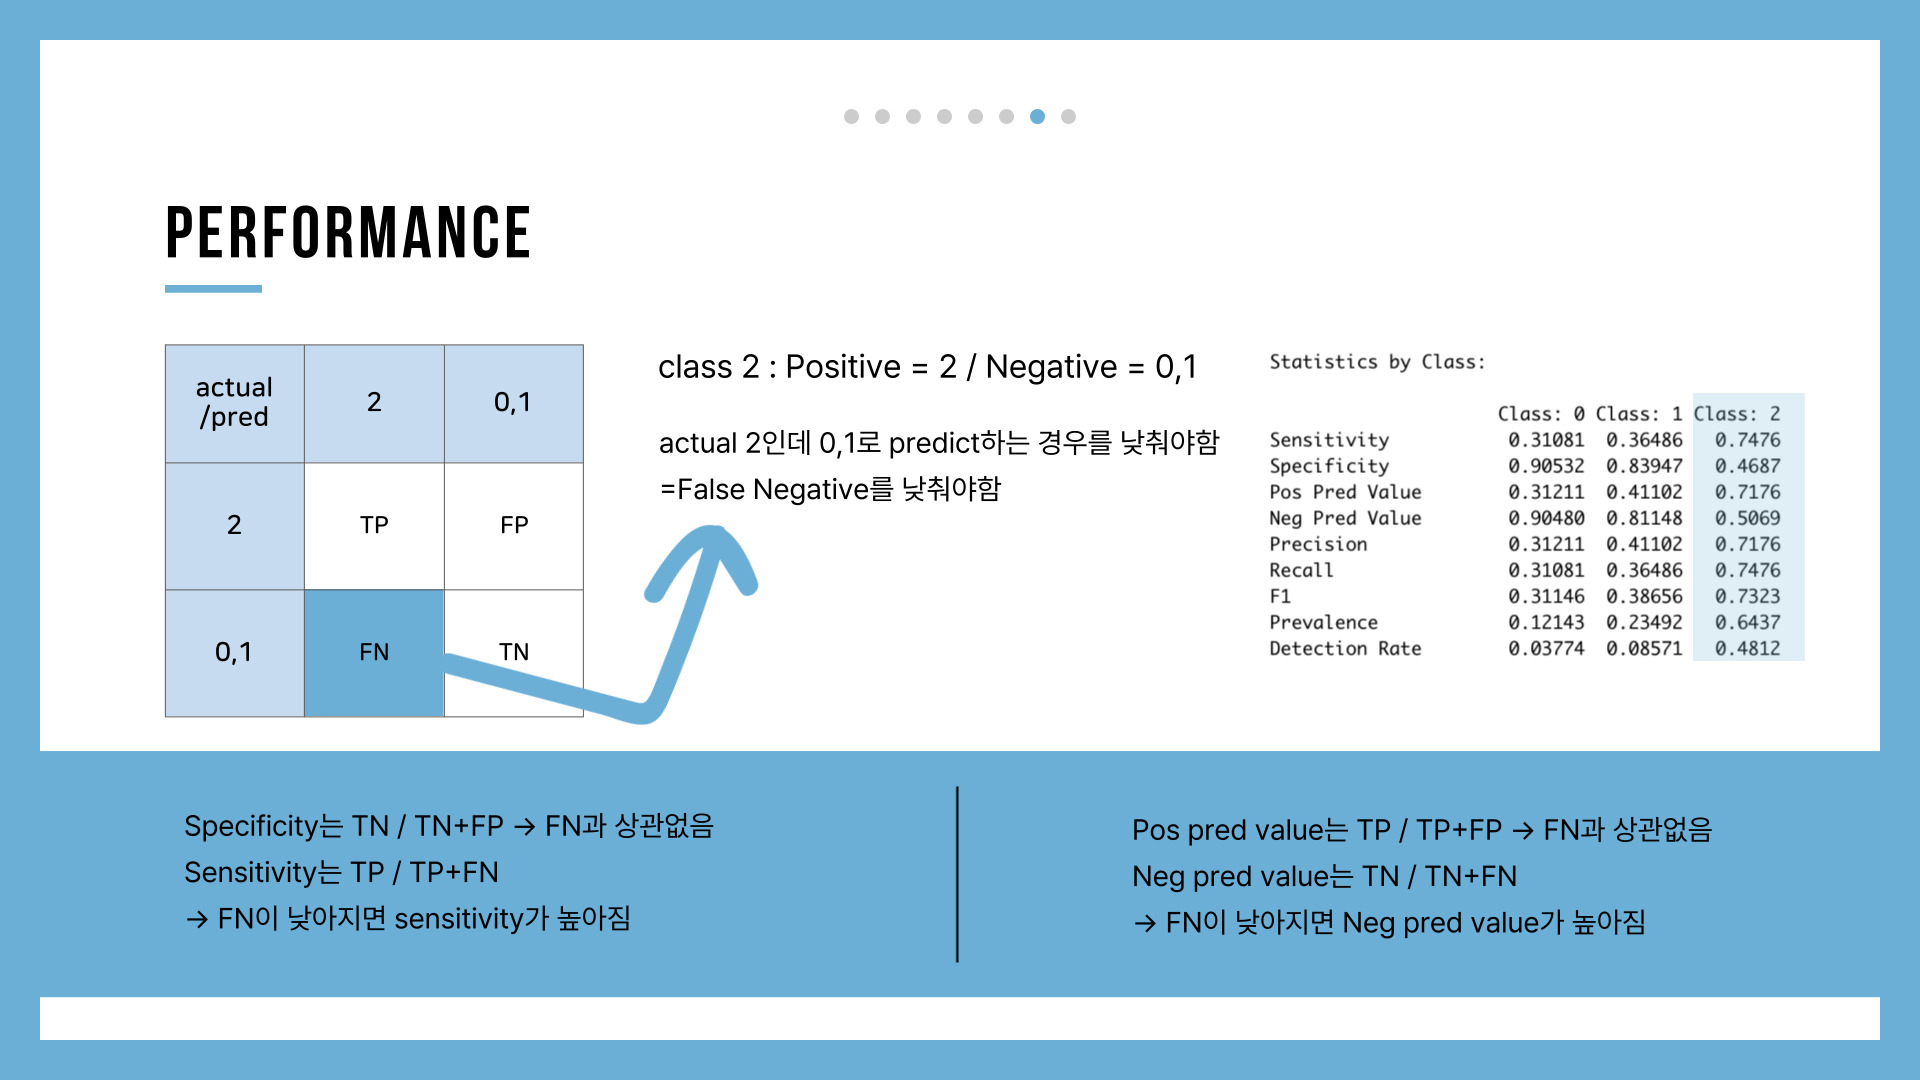 PERFORMANCE
actual
/pred
2
0,1
2
TP
FP
0,1
FN
TN
class 2 : Positive = 2 / Negative = 0,1
actual 2인데 0,1로 predict하는 경우를 낮춰야함
=False Negative를 낮춰야함
Statistics by Class:
Class: 0 Class: 1 Class: 2
Sensitivity 0.31081 0.36486 0.7476
Specificity 0.90532 0.83947 0.4687
Pos Pred Value 0.31211 0.41102 0.7176
Neg Pred Value 0.90480 0.81148 0.5069
Precision 0.31211 0.41102 0.7176
Recall 0.31081 0.36486 0.7476
F1 0.31146 0.38656 0.7323
Prevalence 0.12143 0.23492 0.6437
Detection Rate 0.03774 0.08571 0.4812
Specificity는 TN / TN+FP → FN과 상관없음
Sensitivity는 TP / TP+FN
→ FN이 낮아지면 sensitivity가 높아짐
Pos pred value는 TP / TP+FP → FN과 상관없음
Neg pred value는 TN / TN+FN
→ FN이 낮아지면 Neg pred value가 높아짐